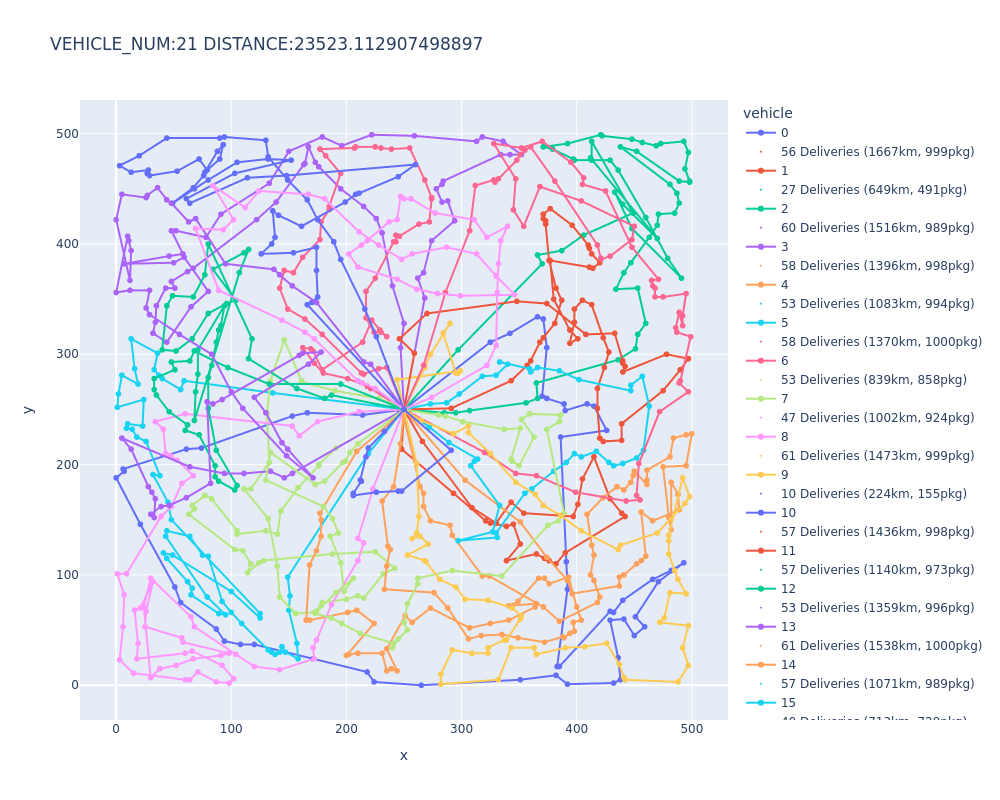 VEHICLE_NUM:21 DISTANCE:23523.112907498897
vehicle
0
56 Deliveries (1667km, 999pkg)
1
27 Deliveries (649km, 491pkg)
2
60 Deliveries (1516km, 989pkg)
3
58 Deliveries (1396km, 998pkg)
4
53 Deliveries (1083km, 994pkg)
5
58 Deliveries (1370km, 1000pkg)
6
53 Deliveries (839km, 858pkg)
7
47 Deliveries (1002km, 924pkg)
8
61 Deliveries (1473km, 999pkg)
9
10 Deliveries (224km, 155pkg)
10
57 Deliveries (1436km, 998pkg)
11
57 Deliveries (1140km, 973pkg)
12
53 Deliveries (1359km, 996pkg)
13
61 Deliveries (1538km, 1000pkg)
14
57 Deliveries (1071km, 989pkg)
15
500
400
300
200
100
0
y
0 100 200 300 400 500
x